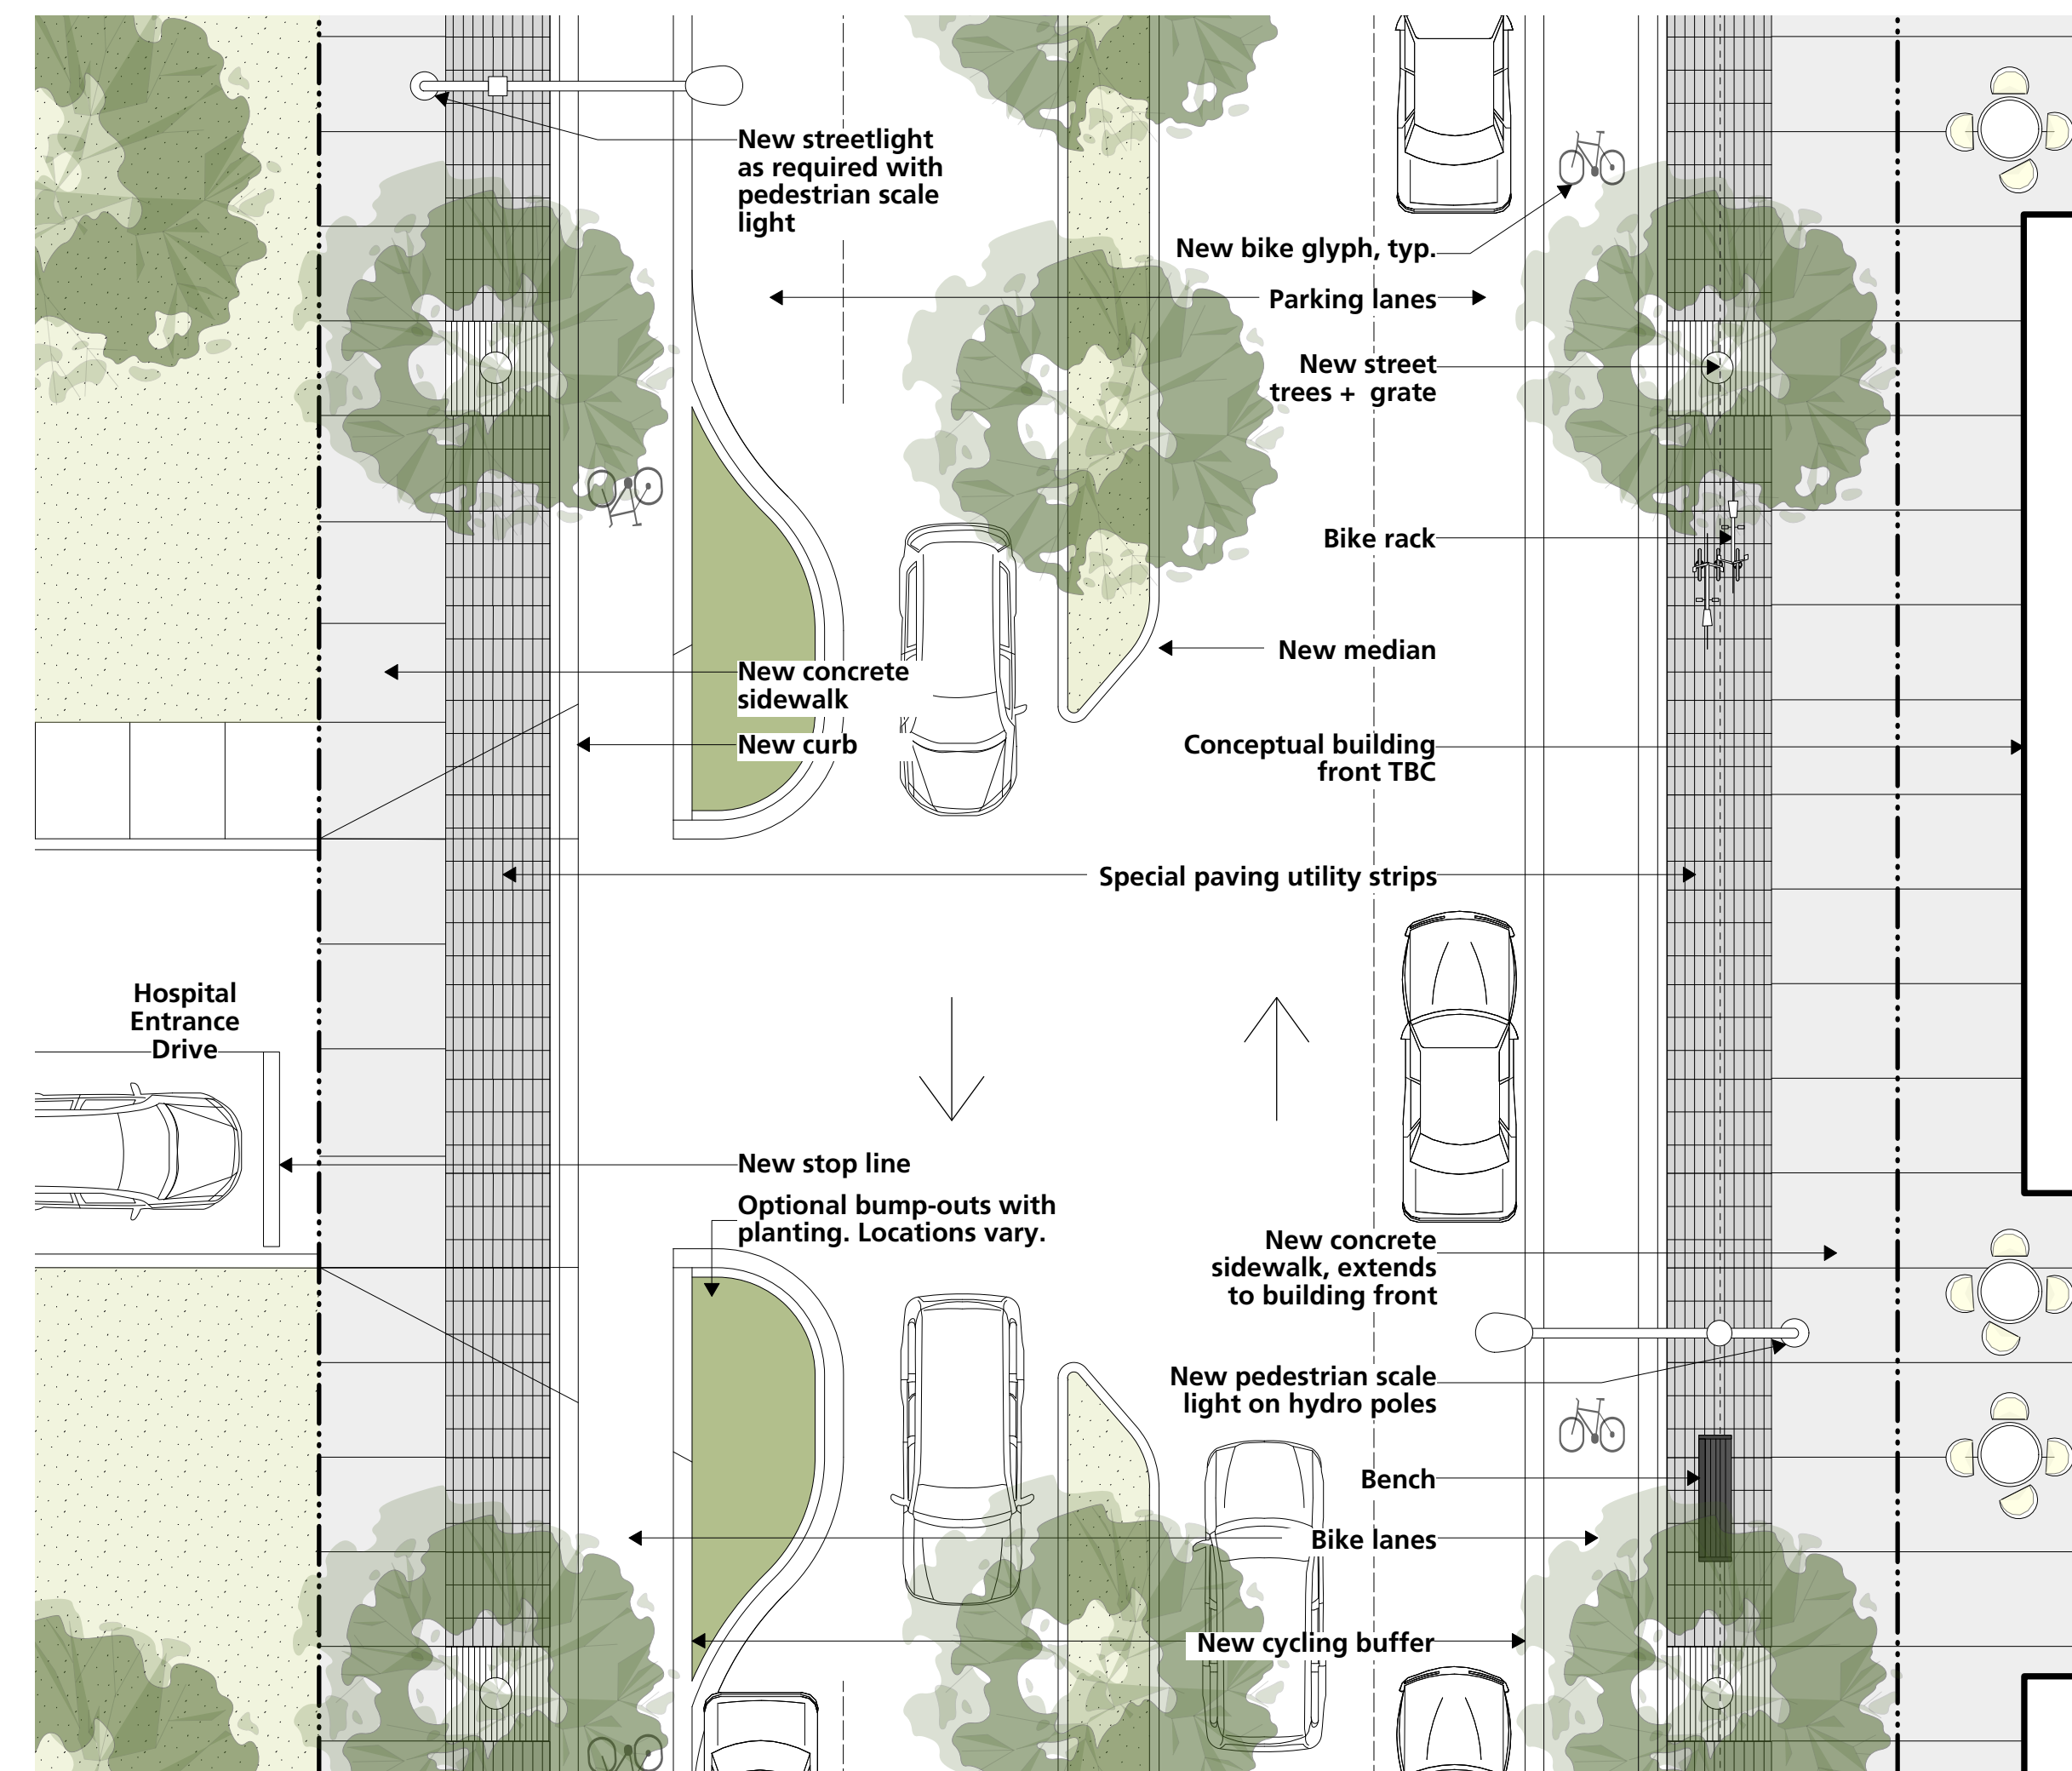 New streetlight
as required with
pedestrian scale
light
New bike glyph, typ.
Parking lanes
New street
trees + grate
Bike rack
New median
New concrete
sidewalk
New curb
Conceptual building
front TBC
Special paving utility strips
Hospital
Entrance
Drive
New stop line
Optional bump-outs with
planting. Locations vary.
New concrete
sidewalk, extends
to building front
New pedestrian scale
light on hydro poles
Bench
Bike lanes
New cycling buffer